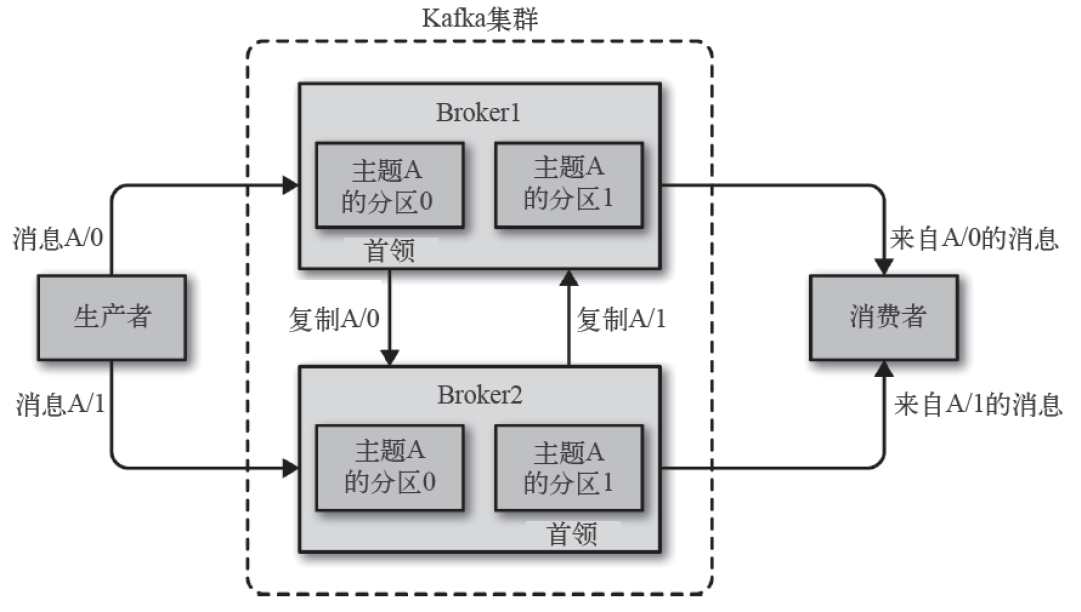 Kafka集群
Broker1
主题A
的分区0
主题A
的分区1
首领
消息A/0
来自A/0的消息
生产者
复制A/0
复制A/1
消费者
消息A/1
来自A/1的消息
Broker2
主题A
的分区0
主题A
的分区1
首领